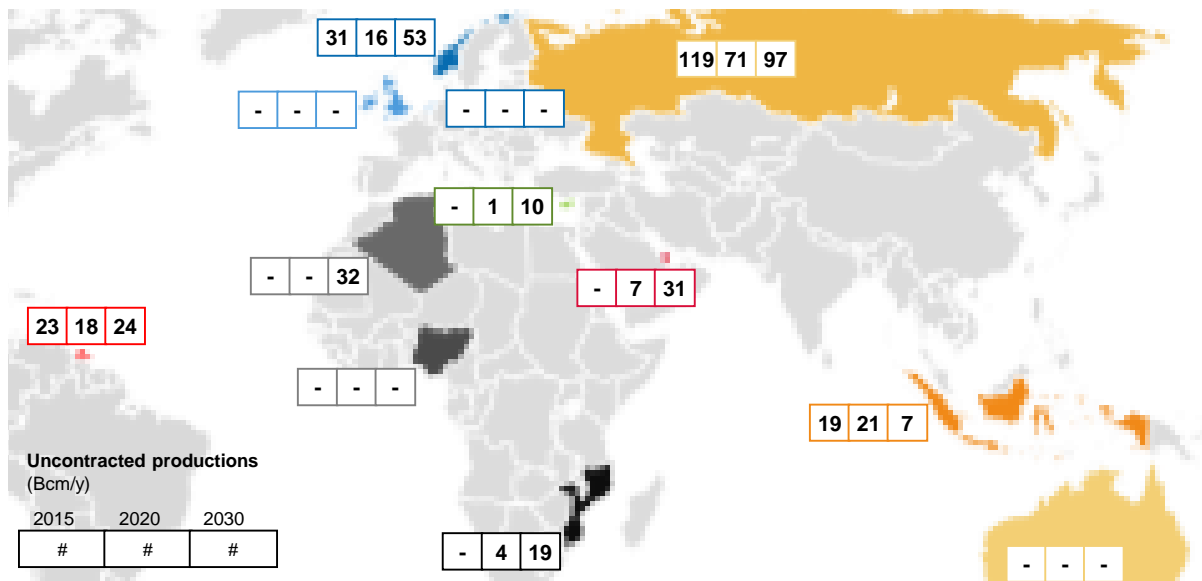 31 16 53
119 71 97
- - -
- - -
- 1 10
- - 32
- 7 31
23 18 24
- - -
19 21 7
Uncontracted productions
(Bcm/y)
2015 2020 2030
# # #
- 4 19
- - -